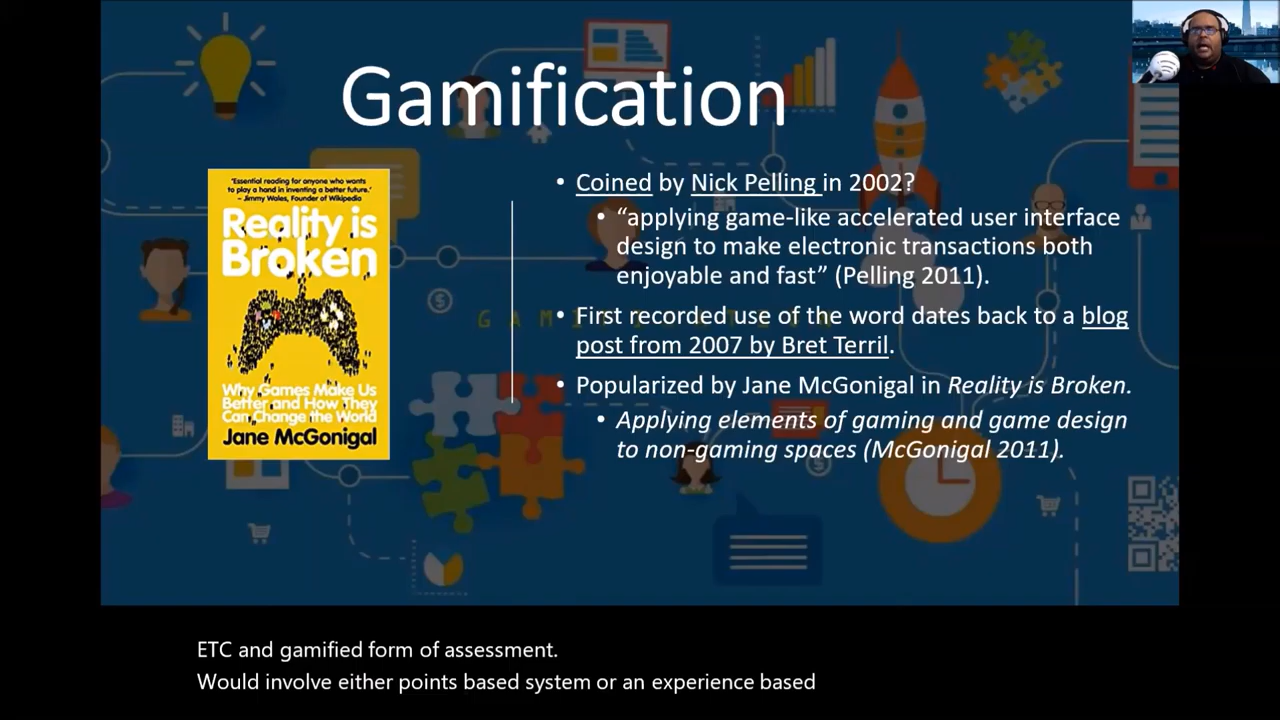 Gamification
'Essential reading for anyone who wants
to play a hand in inventing a better future.'
– Jimmy Wales, Founder of Wikipedia
Reality is
Broken
Why Games Make Us
Better and How They
Can Change the World
Jane McGonigal
• Coined by Nick Pelling in 2002?
• “applying game-like accelerated user interface
design to make electronic transactions both
enjoyable and fast” (Pelling 2011).
• First recorded use of the word dates back to a blog
post from 2007 by Bret Terril.
• Popularized by Jane McGonigal in Reality is Broken.
• Applying elements of gaming and game design
to non-gaming spaces (McGonigal 2011).
ETC and gamified form of assessment.
Would involve either points based system or an experience based